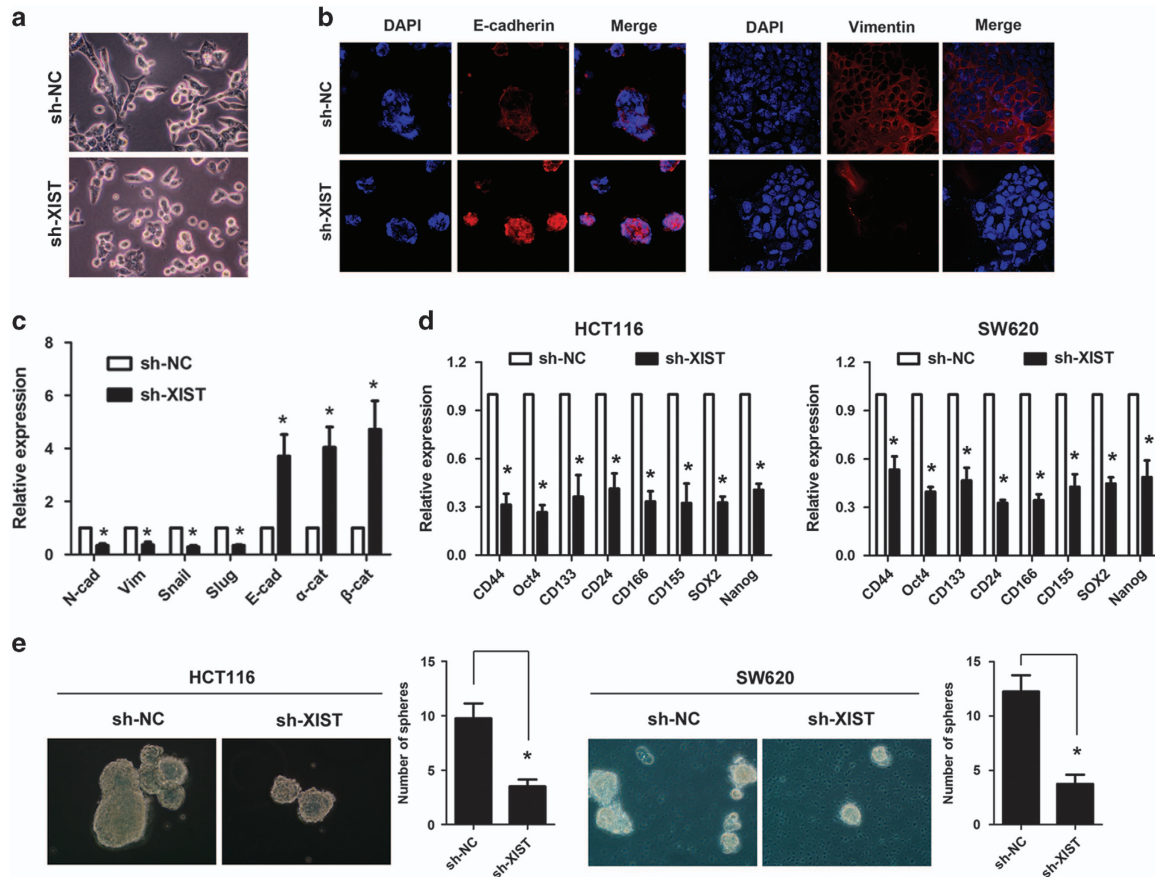 a
sh-NC
sh-XIST
b
DAPI E-cadherin Merge DAPI Vimentin Merge
sh-NC
sh-XIST
c
Relative expression
8
6
4
2
0
sh-NC
sh-XIST
* * * * * * *
N-cad Vim Snail Slug E-cad α-cat β-cat
d
HCT116
Relative expression
1.2
0.9
0.6
0.3
0.0
sh-NC sh-XIST
* * * * * * * *
CD44 Oct4 CD133 CD24 CD166 CD155 SOX2 Nanog
SW620
Relative expression
1.2
0.9
0.6
0.3
0.0
sh-NC sh-XIST
* * * * * * * *
CD44 Oct4 CD133 CD24 CD166 CD155 SOX2 Nanog
e
HCT116
sh-NC sh-XIST
Number of spheres
15
10
5
0
*
sh-NC sh-XIST
SW620
sh-NC sh-XIST
Number of spheres
15
10
5
0
*
sh-NC sh-XIST